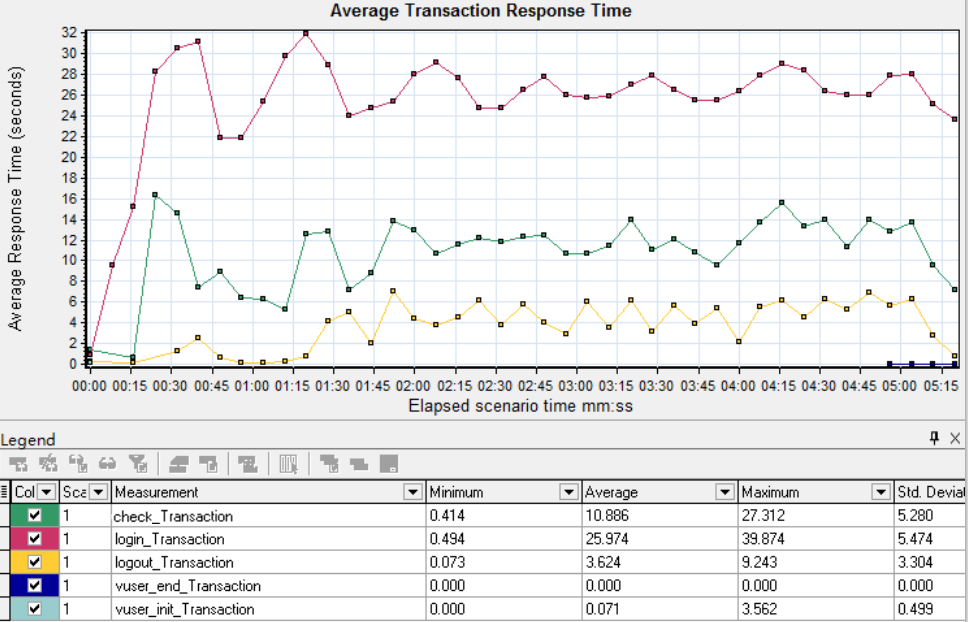 Average Transaction Response Time
Average Response Time (seconds)
32
30
28
26
24
22
20
18
16
14
12
10
8
6
4
2
0
00:00 00:15 00:30 00:45 01:00 01:15 01:30 01:45 02:00 02:15 02:30 02:45 03:00 03:15 03:30 03:45 04:00 04:15 04:30 04:45 05:00 05:15
Elapsed scenario time mm:ss
Legend
Col Sca Measurement Minimum Average Maximum Std. Deviat
1 check_Transaction 0.414 10.886 27.312 5.280
1 login_Transaction 0.494 25.974 39.874 5.474
1 logout_Transaction 0.073 3.624 9.243 3.304
1 vuser_end_Transaction 0.000 0.000 0.000 0.000
1 vuser_init_Transaction 0.000 0.071 3.562 0.499